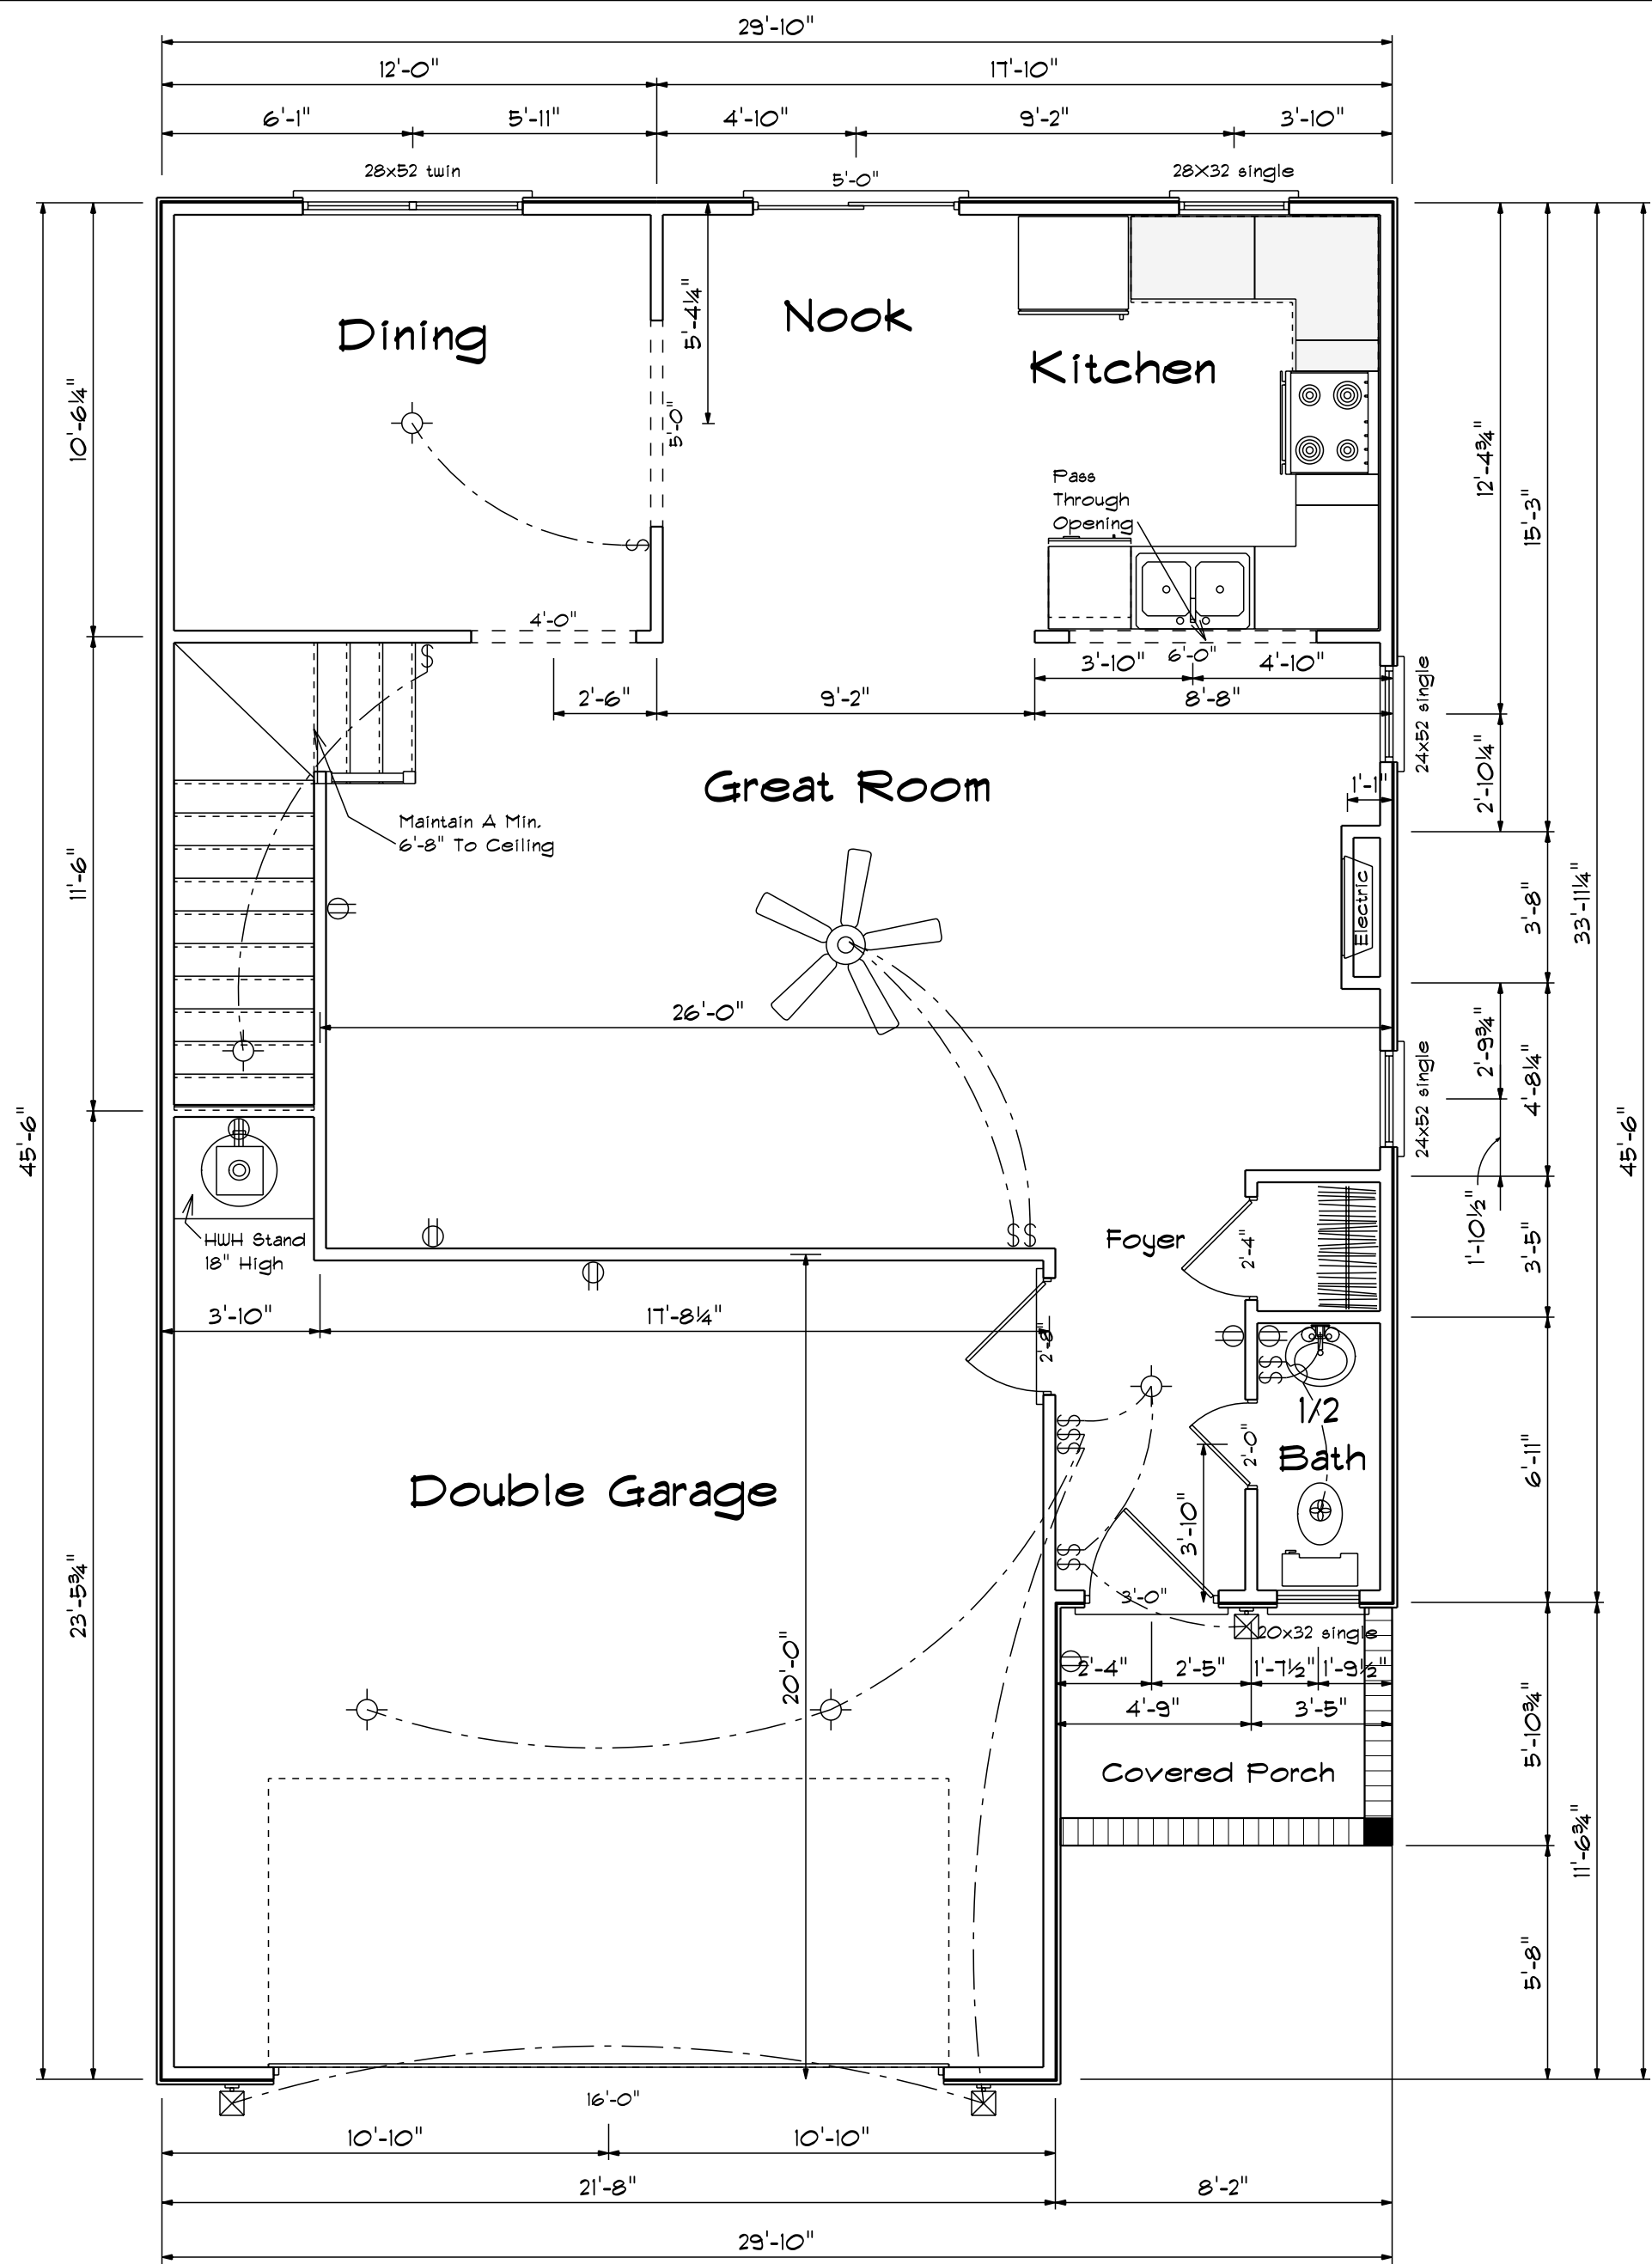 29'-10"
12'-0" 17'-10"
6'-1" 5'-11" 4'-10" 9'-2" 3'-10"
28x52 twin 5'-0" 28X32 single
Dining
Nook
Kitchen
5'-4¼"
5'-0"
10'-6¼"
12'-4¾"
15'-3"
Pass
Through
Opening
4'-0"
3'-10" 6'-0" 4'-10"
2'-6" 9'-2" 8'-8"
24x52 single
2'-10¼"
1'-1"
Great Room
Maintain A Min.
6'-8" To Ceiling
11'-6"
Electric
3'-8"
33'-11¼"
26'-0"
24x52 single
2'-9¾"
4'-8¼"
45'-6"
45'-6"
1'-10½"
3'-5"
HWH Stand
18" High
Foyer
2'-4"
3'-10" 17'-8¼"
2'-8"
1/2
Bath
2'-0"
6'-11"
Double Garage
3'-10"
23'-5¾"
3'-0"
20x32 single
20'-0"
2'-4" 2'-5" 1'-7½" 1'-9½"
4'-9" 3'-5"
5'-10¾"
Covered Porch
11'-6¾"
5'-8"
16'-0"
10'-10" 10'-10"
21'-8" 8'-2"
29'-10"